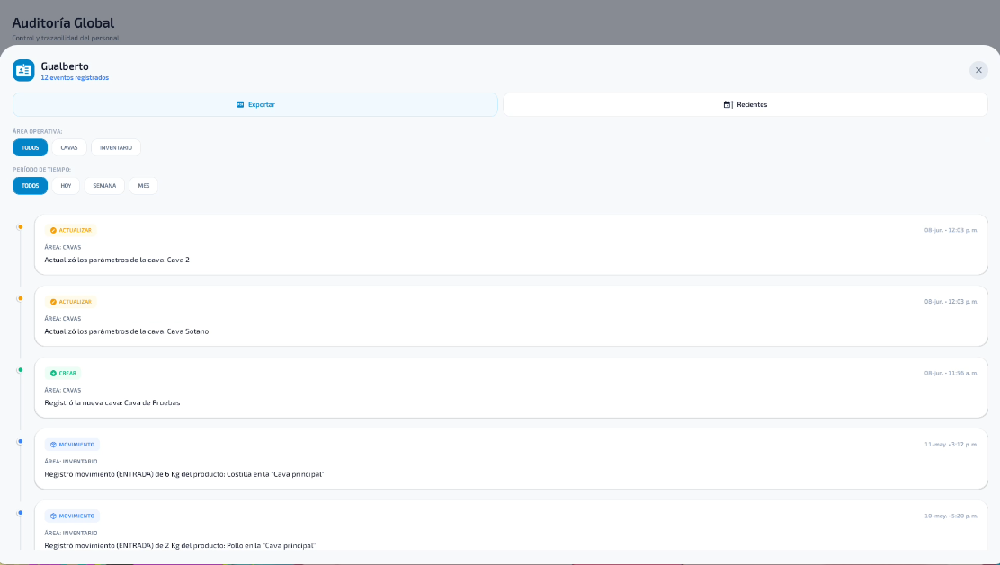 Auditoría Global
Control y trazabilidad del personal
Gualberto
12 eventos registrados
Exportar
Recientes
ÁREA OPERATIVA:
TODOS
CAVAS
INVENTARIO
PERÍODO DE TIEMPO:
TODOS
HOY
SEMANA
MES
ACTUALIZAR
08-jun. • 12:03 p. m.
ÁREA: CAVAS
Actualizó los parámetros de la cava: Cava 2
ACTUALIZAR
08-jun. • 12:03 p. m.
ÁREA: CAVAS
Actualizó los parámetros de la cava: Cava Sotano
CREAR
08-jun. • 11:56 a. m.
ÁREA: CAVAS
Registró la nueva cava: Cava de Pruebas
MOVIMIENTO
11-may. • 3:12 p. m.
ÁREA: INVENTARIO
Registró movimiento (ENTRADA) de 6 Kg del producto: Costilla en la "Cava principal"
MOVIMIENTO
10-may. • 5:20 p. m.
ÁREA: INVENTARIO
Registró movimiento (ENTRADA) de 2 Kg del producto: Pollo en la "Cava principal"